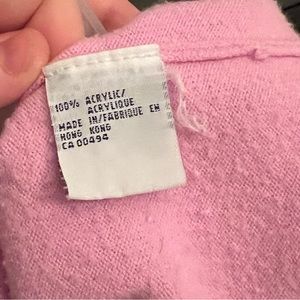 100% ACRYLIC/
ACRYLIQUE
MADE IN/FABRIQUE EN
HONG KONG
CA 00494